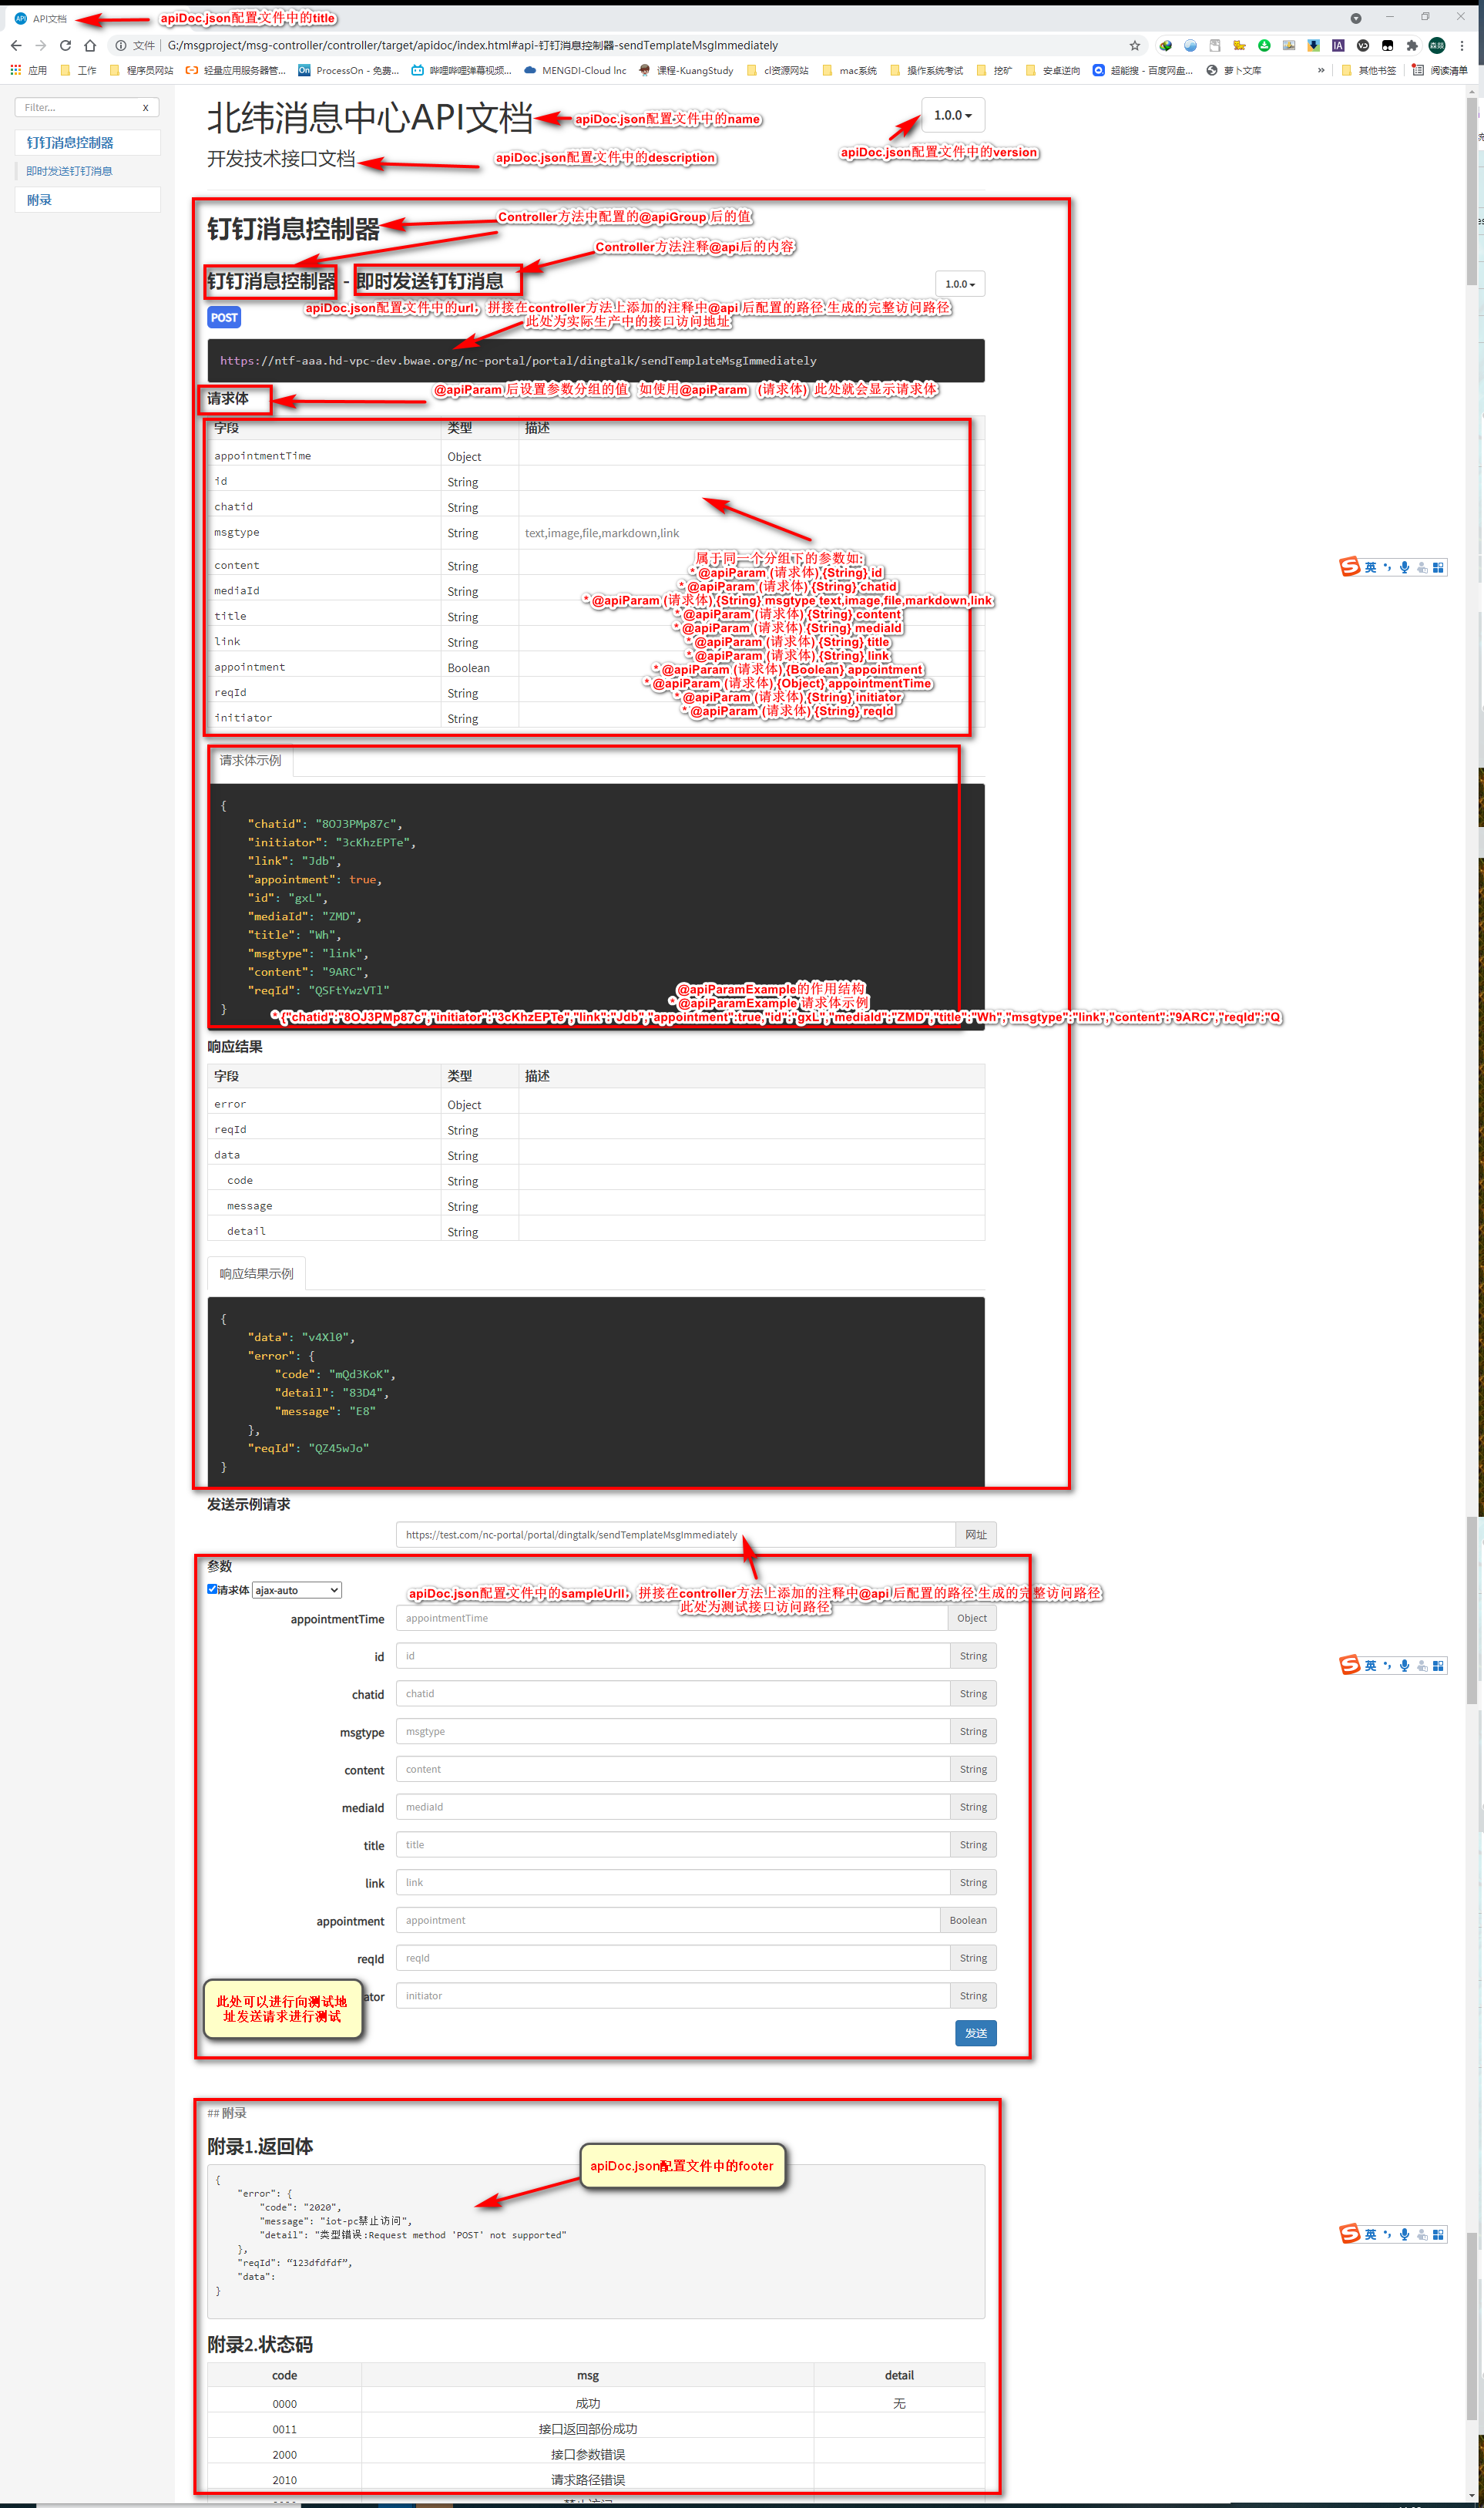 API文档
apiDoc.json配置文件中的title
文件 G:/msgproject/msg-controller/controller/target/apidoc/index.html#api-钉钉消息控制器-sendTemplateMsgImmediately
应用 工作 程序员网站 轻量应用服务器管... ProcessOn - 免费... 哔哩哔哩弹幕视频... MENGDI-Cloud Inc 课程-KuangStudy cl资源网站 mac系统 操作系统考试 挖矿 安卓逆向 超能搜 - 百度网盘... 萝卜文库 » 其他书签 阅读清单
Filter... x
钉钉消息控制器
即时发送钉钉消息
附录
北纬消息中心API文档
apiDoc.json配置文件中的name
1.0.0
开发技术接口文档
apiDoc.json配置文件中的description
apiDoc.json配置文件中的version
钉钉消息控制器
Controller方法中配置的@apiGroup 后的值
Controller方法注释@api后的内容
钉钉消息控制器 - 即时发送钉钉消息
1.0.0
POST
apiDoc.json配置文件中的url，拼接在controller方法上添加的注释中@api 后配置的路径 生成的完整访问路径
此处为实际生产中的接口访问地址
https://ntf-aaa.hd-vpc-dev.bwae.org/nc-portal/portal/dingtalk/sendTemplateMsgImmediately
请求体
@apiParam 后设置参数分组的值 如使用@apiParam (请求体) 此处就会显示请求体
字段 类型 描述
appointmentTime Object
id String
chatid String
msgtype String text,image,file,markdown,link
content String
mediaId String
title String
link String
appointment Boolean
reqId String
initiator String
属于同一个分组下的参数如:
* @apiParam (请求体) {String} id
* @apiParam (请求体) {String} chatid
* @apiParam (请求体) {String} msgtype text,image,file,markdown,link
* @apiParam (请求体) {String} content
* @apiParam (请求体) {String} mediaId
* @apiParam (请求体) {String} title
* @apiParam (请求体) {String} link
* @apiParam (请求体) {Boolean} appointment
* @apiParam (请求体) {Object} appointmentTime
* @apiParam (请求体) {String} initiator
* @apiParam (请求体) {String} reqId
请求体示例
{
"chatid": "8OJ3PMp87c",
"initiator": "3cKhzEPTe",
"link": "Jdb",
"appointment": true,
"id": "gxL",
"mediaId": "ZMD",
"title": "Wh",
"msgtype": "link",
"content": "9ARC",
"reqId": "QSFtYwzVTl"
}
@apiParamExample的作用结构
* @apiParamExample 请求体示例
* {"chatid":"8OJ3PMp87c","initiator":"3cKhzEPTe","link":"Jdb","appointment":true,"id":"gxL","mediaId":"ZMD","title":"Wh","msgtype":"link","content":"9ARC","reqId":"Q
响应结果
字段 类型 描述
error Object
reqId String
data String
code String
message String
detail String
响应结果示例
{
"data": "v4Xl0",
"error": {
"code": "mQd3KoK",
"detail": "83D4",
"message": "E8"
},
"reqId": "QZ45wJo"
}
发送示例请求
https://test.com/nc-portal/portal/dingtalk/sendTemplateMsgImmediately 网址
参数
请求体 ajax-auto
apiDoc.json配置文件中的sampleUrll，拼接在controller方法上添加的注释中@api 后配置的路径 生成的完整访问路径
此处为测试接口访问路径
appointmentTime appointmentTime Object
id id String
chatid chatid String
msgtype msgtype String
content content String
mediaId mediaId String
title title String
link link String
appointment appointment Boolean
reqId reqId String
ator initiator String
此处可以进行向测试地
址发送请求进行测试
发送
## 附录
附录1.返回体
apiDoc.json配置文件中的footer
{
"error": {
"code": "2020",
"message": "iot-pc禁止访问",
"detail": "类型错误:Request method 'POST' not supported"
},
"reqId": “123dfdfdf”,
"data":
}
附录2.状态码
code msg detail
0000 成功 无
0011 接口返回部份成功
2000 接口参数错误
2010 请求路径错误
英
英
英